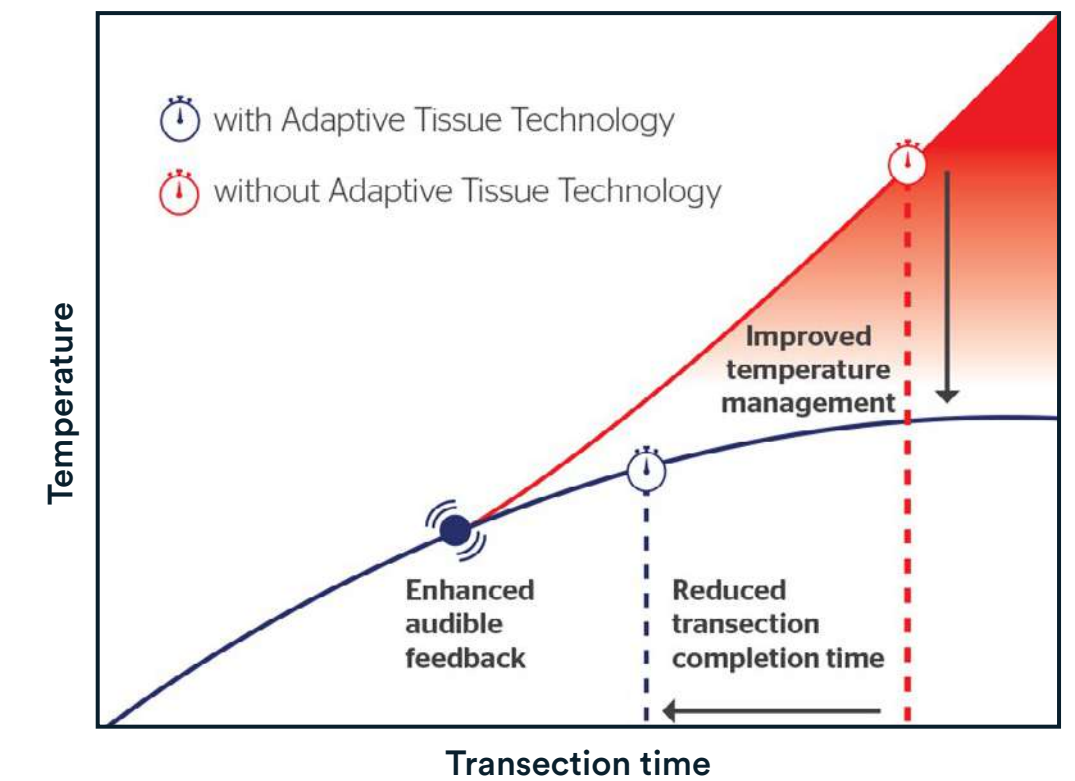 with Adaptive Tissue Technology
without Adaptive Tissue Technology
Temperature
Improved
temperature
management
Enhanced
audible
feedback
Reduced
transection
completion time
Transection time